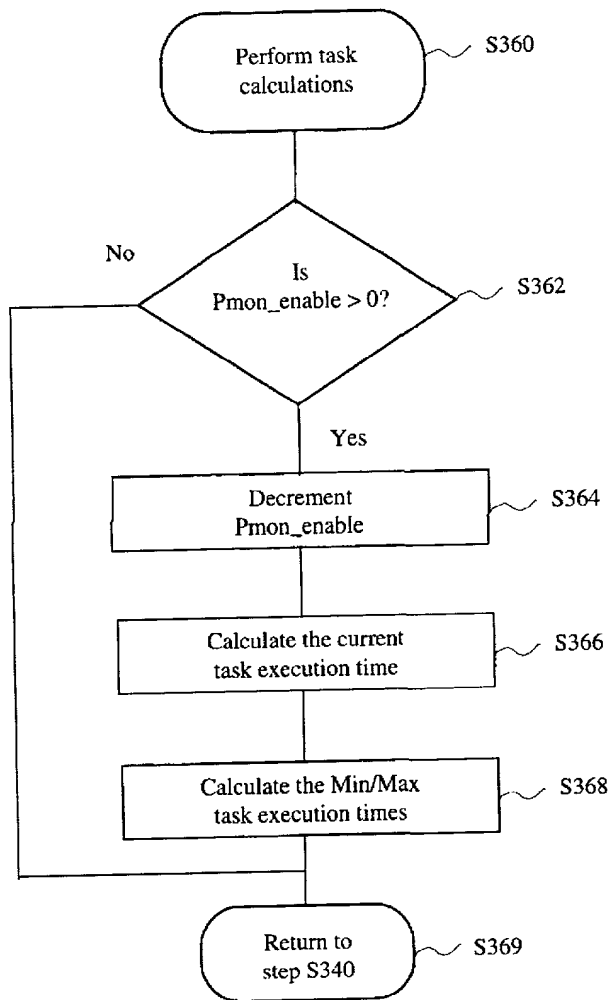 Perform task
calculations
S360
No
Is
Pmon_enable > 0?
S362
Yes
Decrement
Pmon_enable
S364
Calculate the current
task execution time
S366
Calculate the Min/Max
task execution times
S368
Return to
step S340
S369